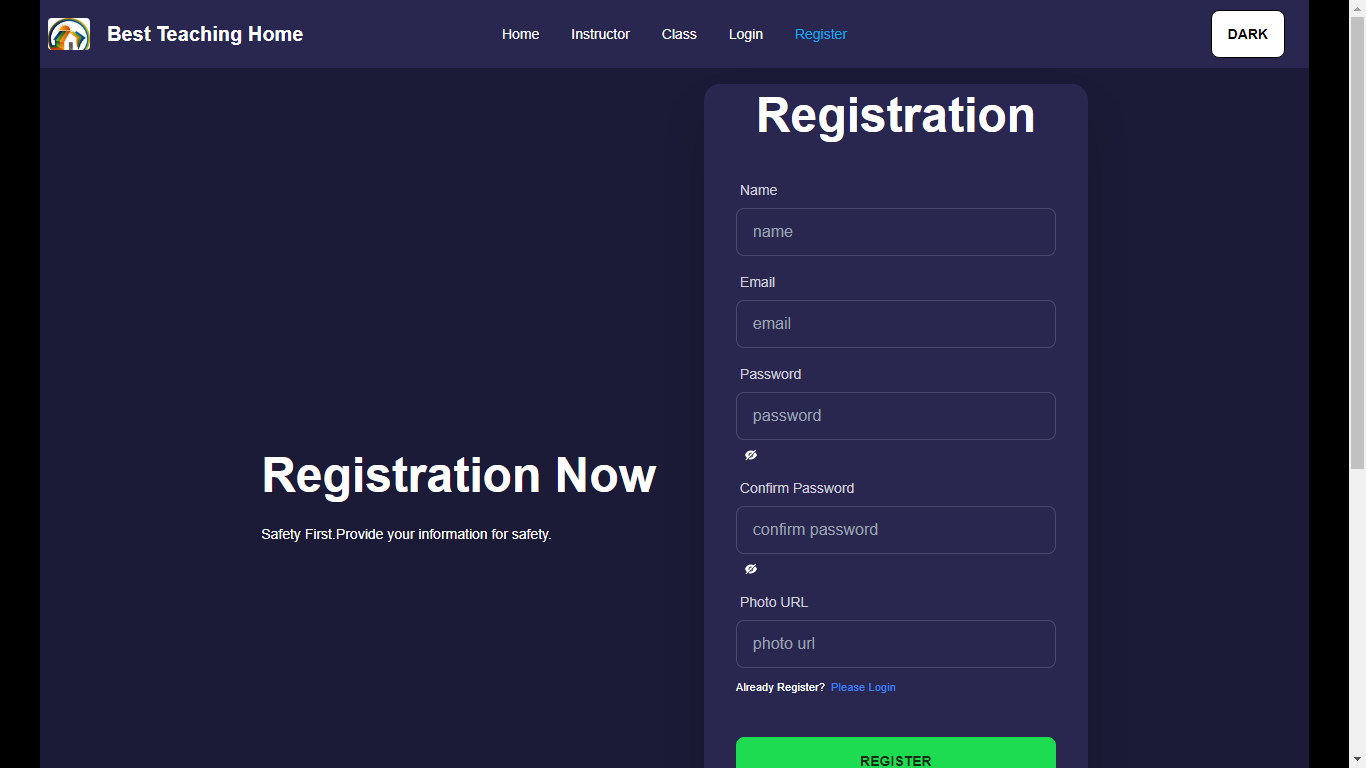 Best Teaching Home
Home Instructor Class Login Register
DARK
Registration Now
Safety First.Provide your information for safety.
Registration
Name
name
Email
email
Password
password
Confirm Password
confirm password
Photo URL
photo url
Already Register? Please Login
REGISTER